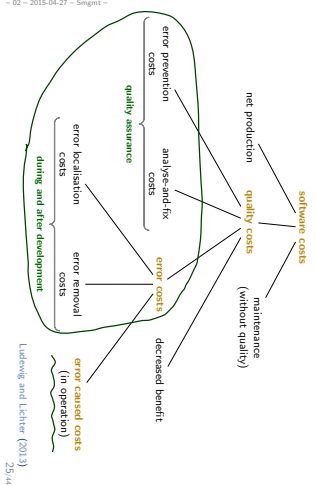 – 02 – 2015-04-27 – Smgmt –
software costs
net production
quality costs
maintenance
(without quality)
error prevention
costs
analyse-and-fix
costs
error costs
decreased benefit
quality assurance
error localisation
costs
error removal
costs
error caused costs
(in operation)
during and after development
Ludewig and Lichter (2013)
25/44